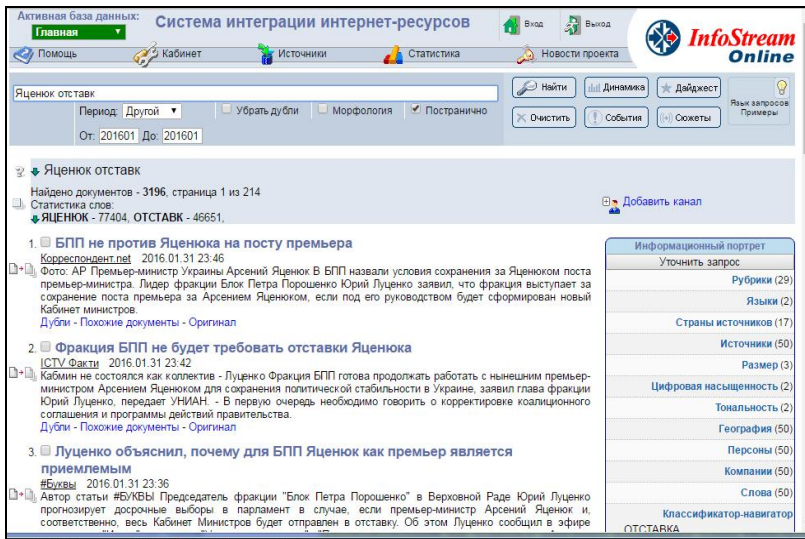 Активная база данных:
Главная
Система интеграции интернет-ресурсов
Вход
Выход
InfoStream
Online
Помощь
Кабинет
Источники
Статистика
Новости проекта
Яценюк отставк
Найти
Динамика
Дайджест
Язык запросов
Примеры
Период: Другой
Убрать дубли
Морфология
Постранично
Очистить
События
Сюжеты
От: 201601 До: 201601
Яценюк отставк
Найдено документов - 3196, страница 1 из 214
Статистика слов:
ЯЦЕНЮК - 77404, ОТСТАВК - 46651,
Добавить канал
1. БПП не против Яценюка на посту премьера
Корреспондент.net 2016.01.31 23:46
Фото: AP Премьер-министр Украины Арсений Яценюк В БПП назвали условия сохранения за Яценюком поста
премьер-министра. Лидер фракции Блок Петра Порошенко Юрий Луценко заявил, что фракция выступает за
сохранение поста премьера за Арсением Яценюком, если под его руководством будет сформирован новый
Кабинет министров.
Дубли - Похожие документы - Оригинал
2. Фракция БПП не будет требовать отставки Яценюка
ICTV Факти 2016.01.31 23:42
Кабмин не состоялся как коллектив - Луценко Фракция БПП готова продолжать работать с нынешним премьер-
министром Арсением Яценюком для сохранения политической стабильности в Украине, заявил глава фракции
Юрий Луценко, передает УНИАН. - В первую очередь необходимо говорить о корректировке коалиционного
соглашения и программы действий правительства.
Дубли - Похожие документы - Оригинал
3. Луценко объяснил, почему для БПП Яценюк как премьер является
приемлемым
#Буквы 2016.01.31 23:36
Автор статьи #БУКВЫ Председатель фракции "Блок Петра Порошенко" в Верховной Раде Юрий Луценко
прогнозирует досрочные выборы в парламент в случае, если премьер-министр Арсений Яценюк и,
соответственно, весь Кабинет Министров будет отправлен в отставку. Об этом Луценко сообщил в эфире
Информационный портрет
Уточнить запрос
Рубрики (29)
Языки (2)
Страны источников (17)
Источники (50)
Размер (3)
Цифровая насыщенность (2)
Тональность (2)
География (50)
Персоны (50)
Компании (50)
Слова (50)
Классификатор-навигатор
ОТСТАВКА